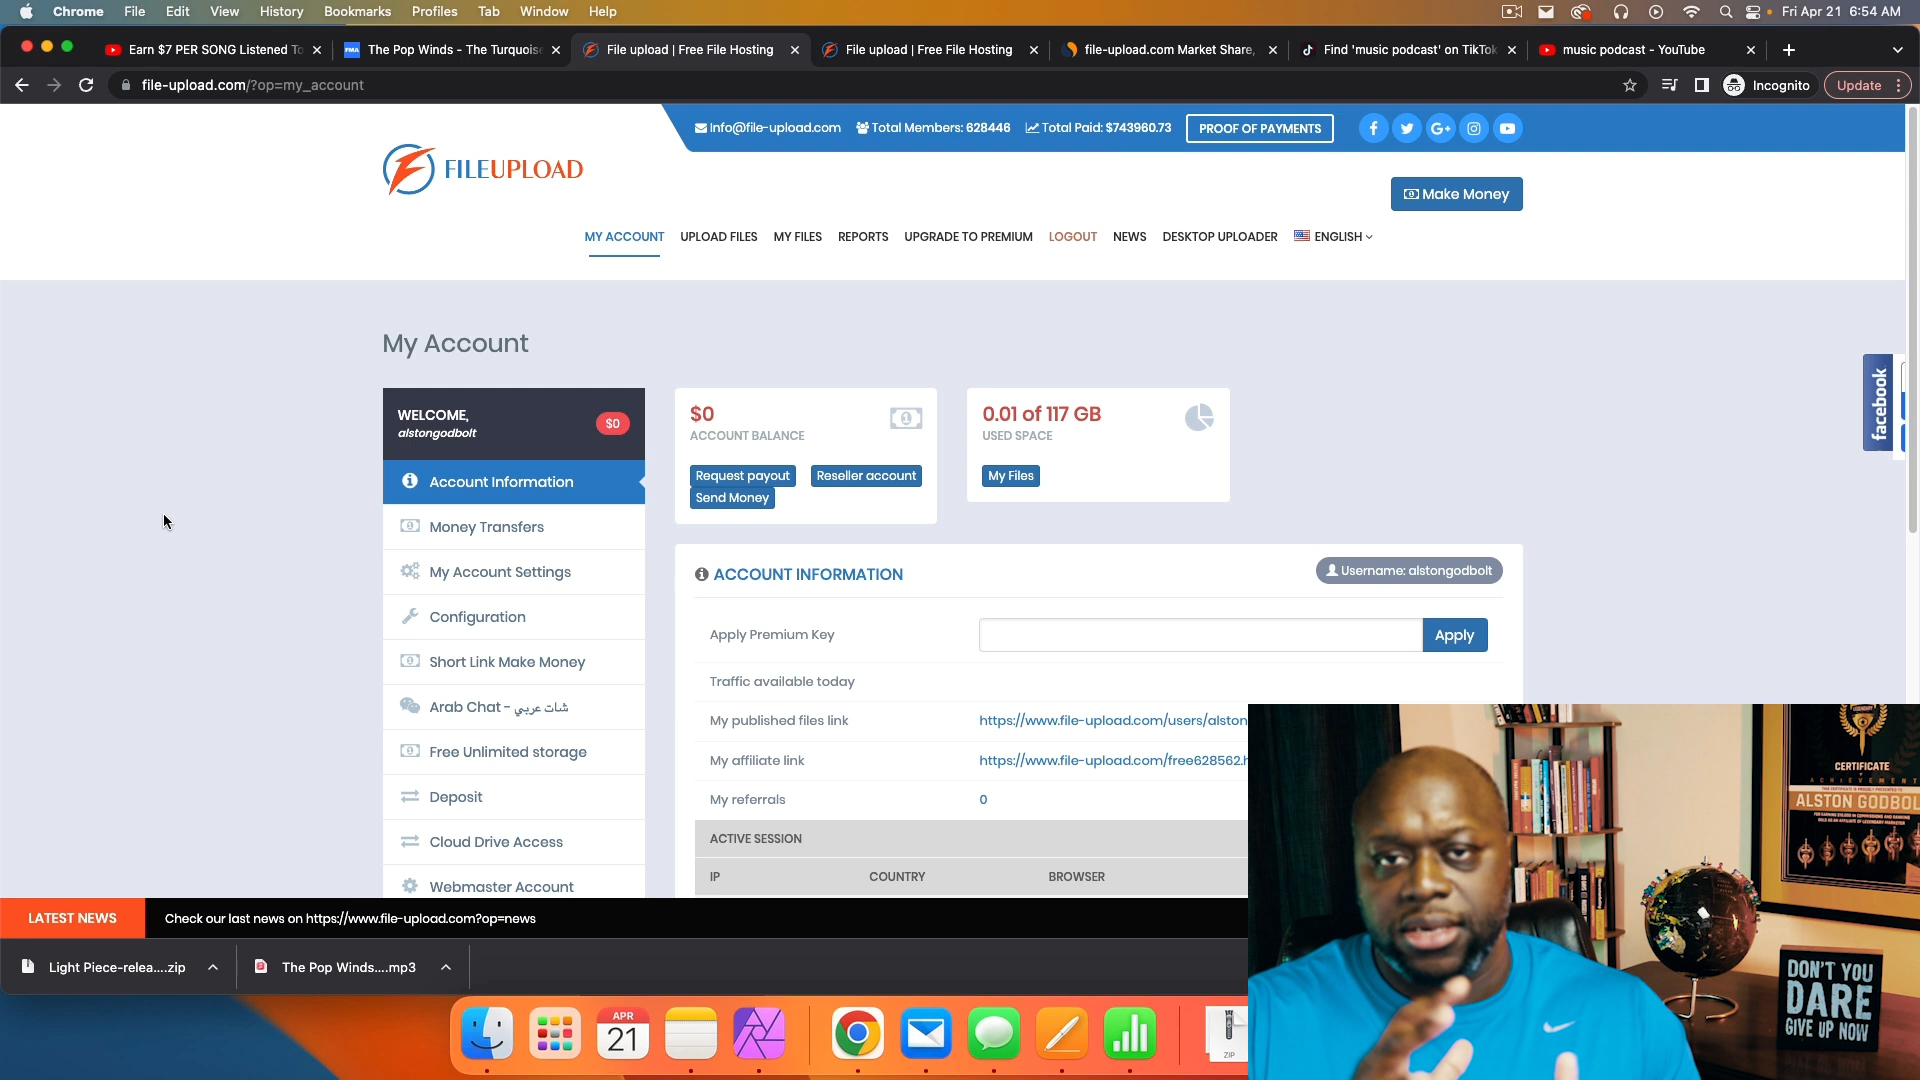 Chrome File Edit View History Bookmarks Profiles Tab Window Help Fri Apr 21 6:54 AM
Earn $7 PER SONG Listened To
The Pop Winds - The Turquoise
File upload | Free File Hosting
File upload | Free File Hosting
file-upload.com Market Share,
Find 'music podcast' on TikTok
music podcast - YouTube
file-upload.com/?op=my_account
Incognito
Update
Info@file-upload.com Total Members: 628446 Total Paid: $743960.73 PROOF OF PAYMENTS
FILEUPLOAD
Make Money
MY ACCOUNT UPLOAD FILES MY FILES REPORTS UPGRADE TO PREMIUM LOGOUT NEWS DESKTOP UPLOADER ENGLISH
My Account
WELCOME,
alstongodbolt
$0
Account Information
Money Transfers
My Account Settings
Configuration
Short Link Make Money
Arab Chat - شات عربي
Free Unlimited storage
Deposit
Cloud Drive Access
Webmaster Account
$0
ACCOUNT BALANCE
Request payout Reseller account
Send Money
0.01 of 117 GB
USED SPACE
My Files
facebook
ACCOUNT INFORMATION
Username: alstongodbolt
Apply Premium Key
Apply
Traffic available today
My published files link https://www.file-upload.com/users/alston
My affiliate link https://www.file-upload.com/free628562.h
My referrals 0
ACTIVE SESSION
IP COUNTRY BROWSER
LATEST NEWS Check our last news on https://www.file-upload.com?op=news
Light Piece-relea....zip
The Pop Winds....mp3
APR
21
ZIP
CERTIFICATE
ACHIEVEMENT
ALSTON GODBOL
DON'T YOU
DARE
GIVE UP NOW